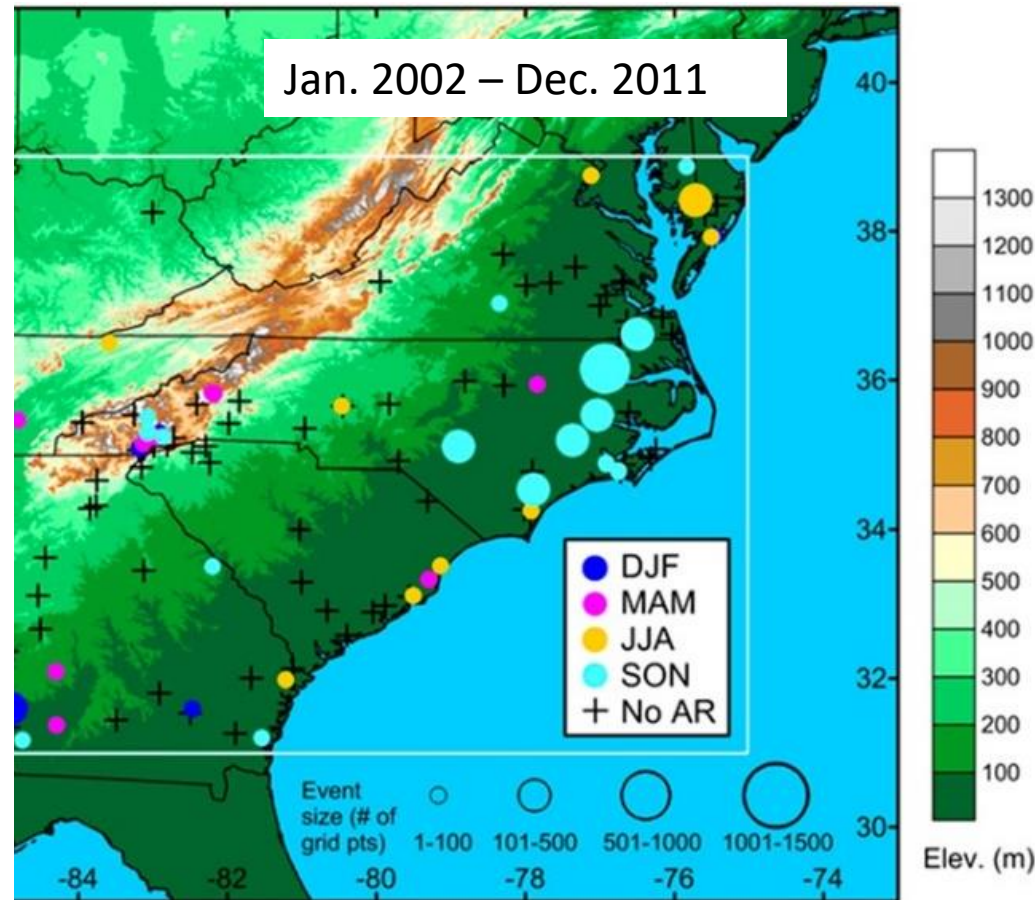 Jan. 2002 – Dec. 2011
40
38
36
34
32
30
-84
-82
-80
-78
-76
-74
DJF
MAM
JJA
SON
No AR
Event
size (# of
grid pts)
1-100
101-500
501-1000
1001-1500
1300
1200
1100
1000
900
800
700
600
500
400
300
200
100
Elev. (m)